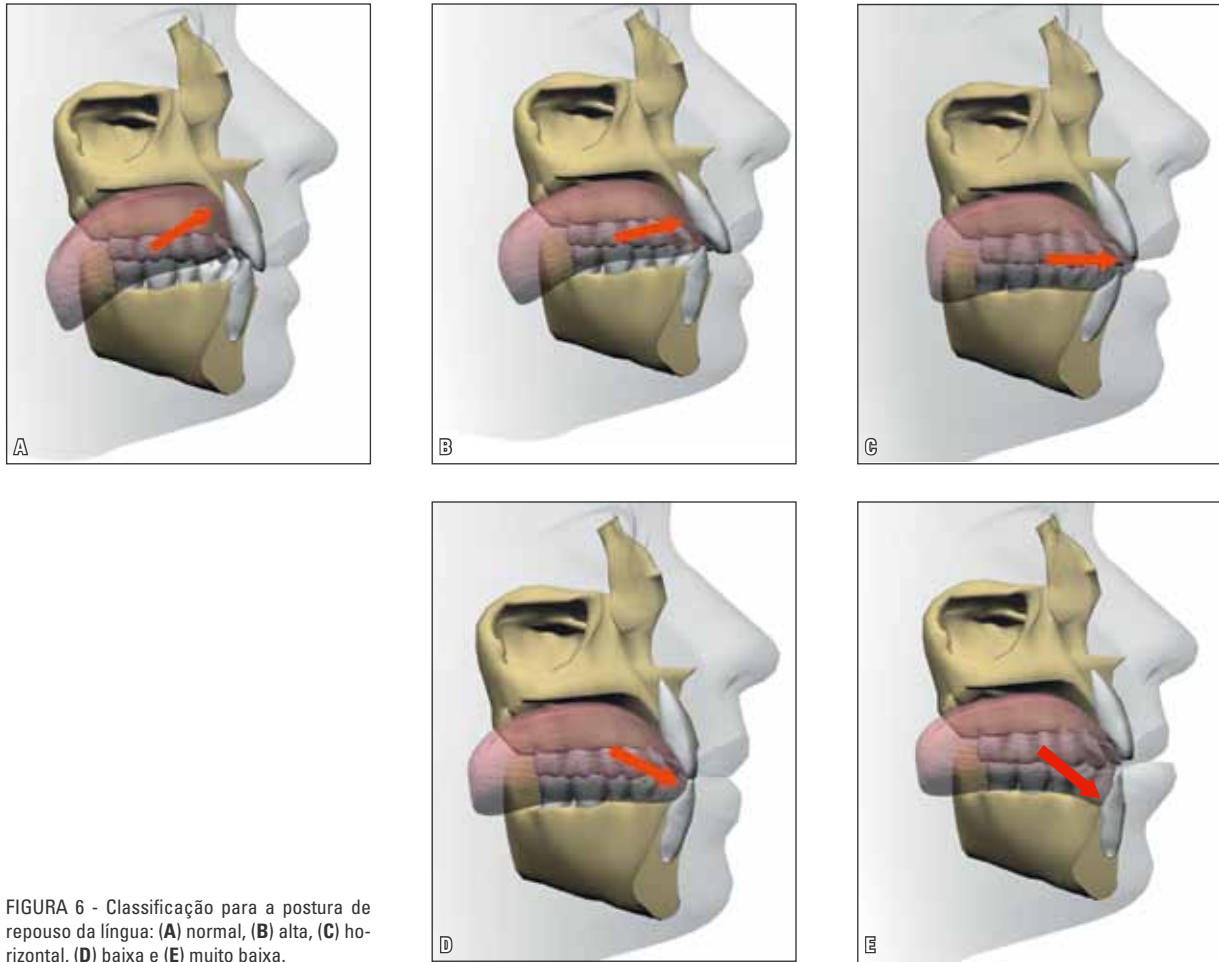 A
B
C
D
E
FIGURA 6 - Classificação para a postura de
repouso da língua: (A) normal, (B) alta, (C) ho-
rizontal, (D) baixa e (E) muito baixa.